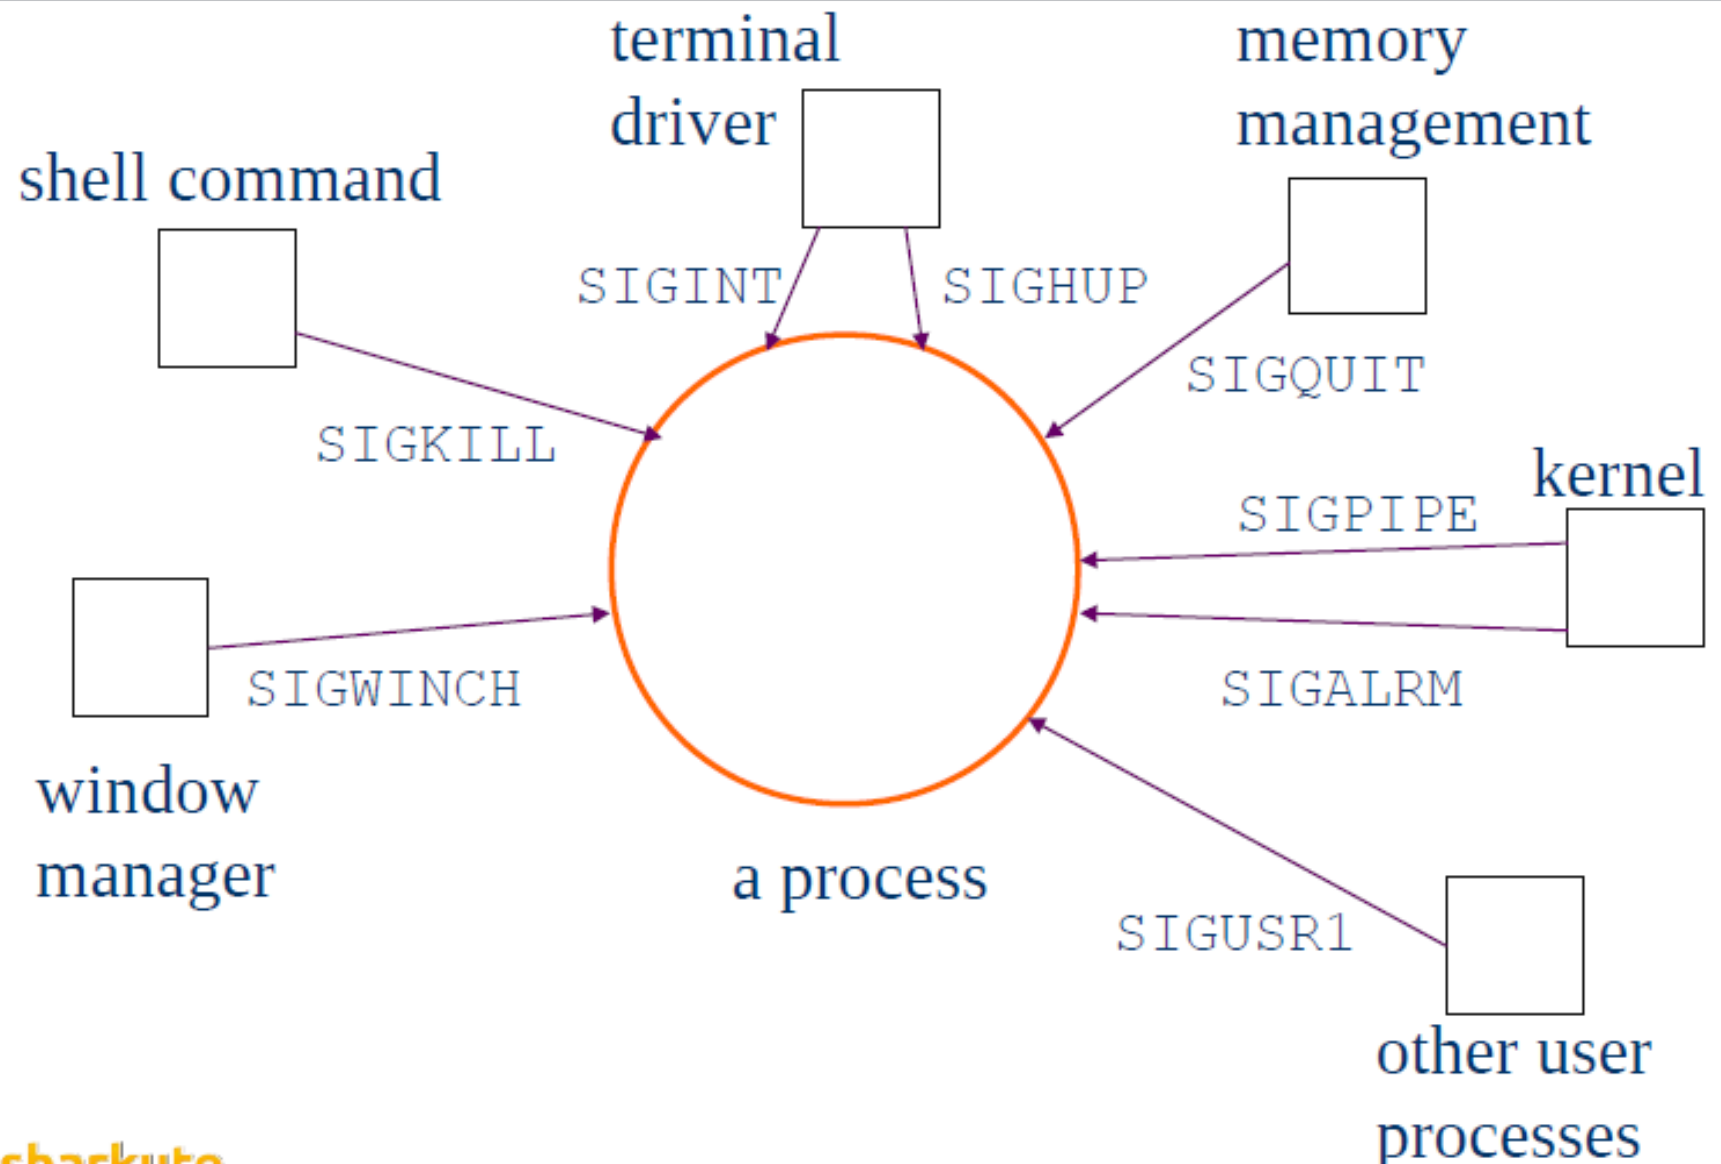 terminal
driver
memory
management
shell command
SIGINT
SIGHUP
SIGQUIT
SIGKILL
kernel
SIGPIPE
SIGWINCH
SIGALRM
window
manager
a process
SIGUSR1
other user
processes